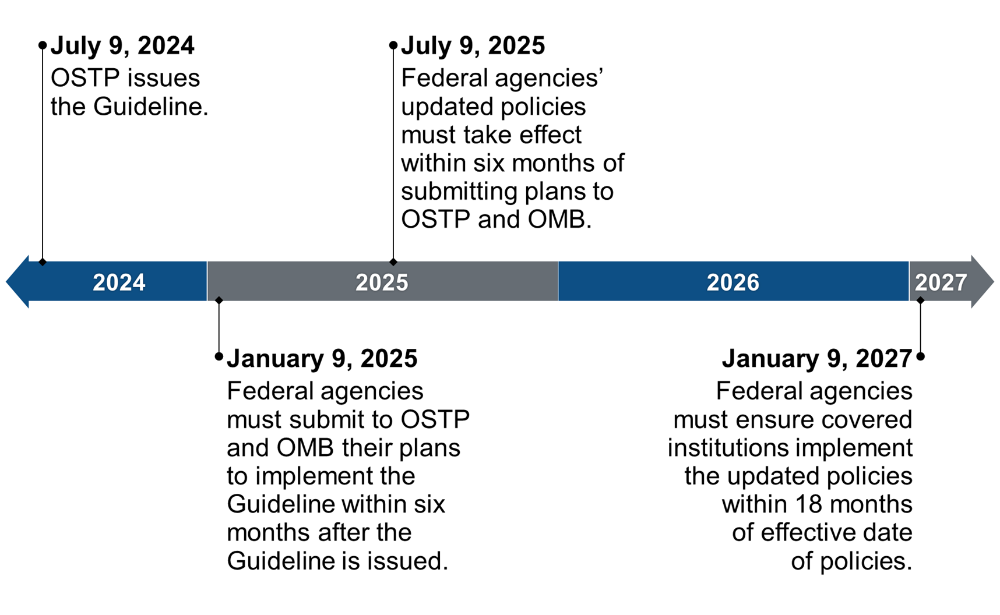 July 9, 2024
OSTP issues
the Guideline.
July 9, 2025
Federal agencies’
updated policies
must take effect
within six months of
submitting plans to
OSTP and OMB.
2024
2025
2026
2027
January 9, 2025
Federal agencies
must submit to OSTP
and OMB their plans
to implement the
Guideline within six
months after the
Guideline is issued.
January 9, 2027
Federal agencies
must ensure covered
institutions implement
the updated policies
within 18 months
of effective date
of policies.